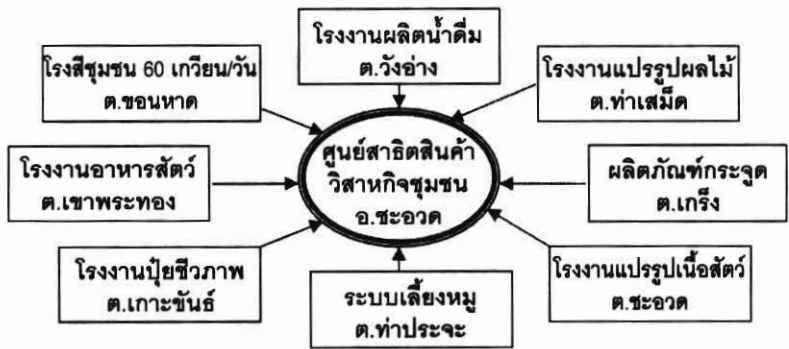 โรงงานผลิตน้ำดื่ม
ต.วังอ่าง
โรงสีชุมชน 60 เกวียน/วัน
ต.ขอนหาด
โรงงานแปรรูปผลไม้
ต.ท่าเสม็ด
ศูนย์สาธิตสินค้า
วิสาหกิจชุมชน
อ.ชะอวด
โรงงานอาหารสัตว์
ต.เขาพระทอง
ผลิตภัณฑ์กระจูด
ต.เกร็ง
โรงงานปุ๋ยชีวภาพ
ต.เกาะขันธ์
ระบบเลี้ยงหมู
ต.ท่าประจะ
โรงงานแปรรูปเนื้อสัตว์
ต.ชะอวด